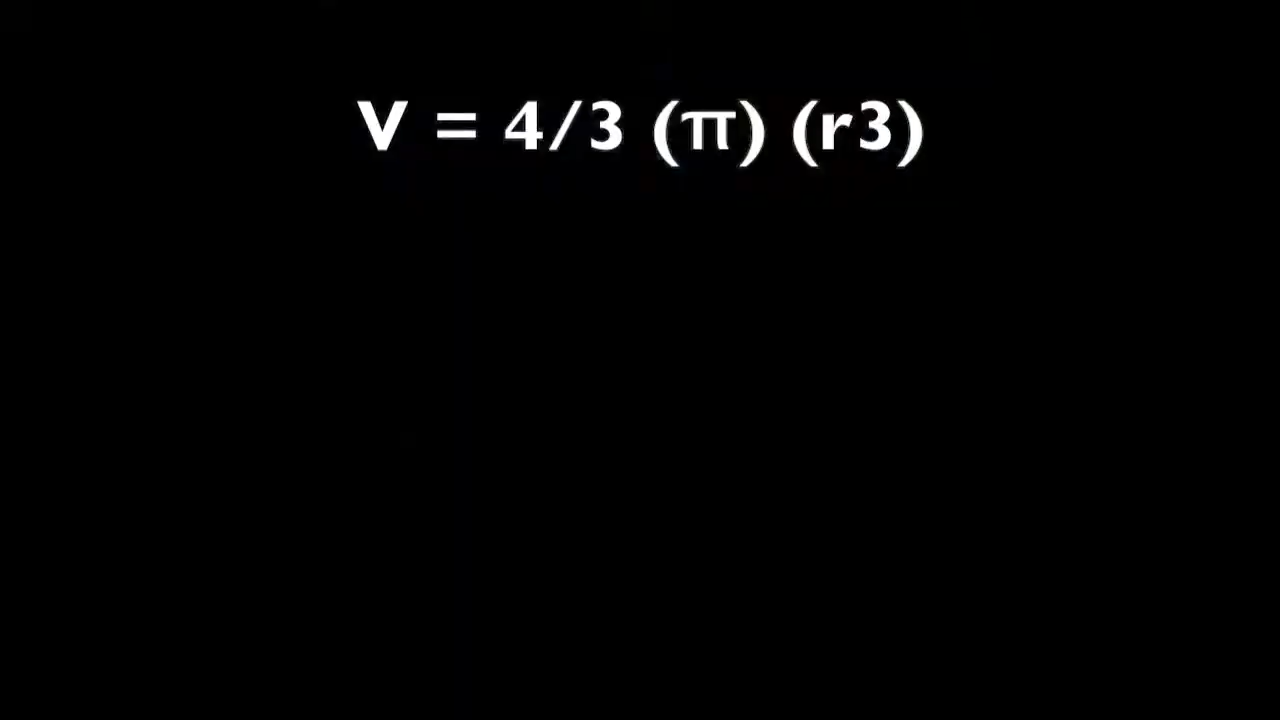 V = 4/3 (π) (r3)